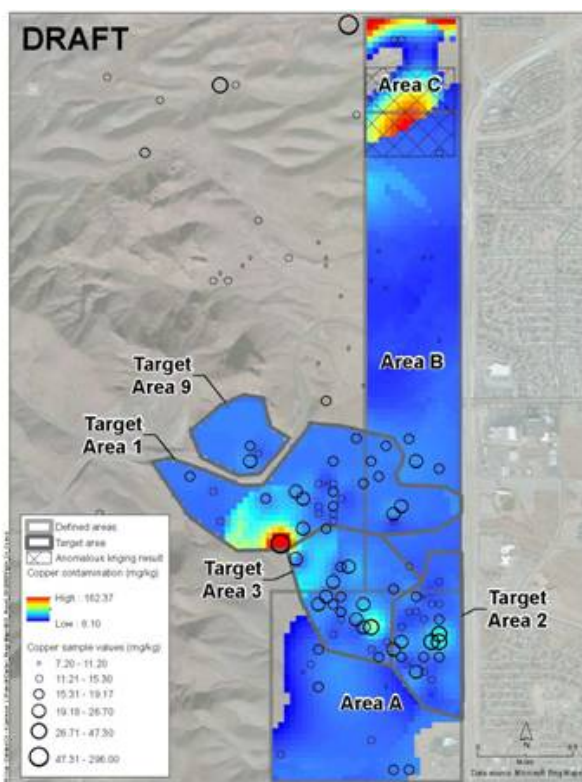 DRAFT
Area C
Area B
Target
Area 9
Target
Area 1
Target
Area 3
Target
Area 2
Area A
Defined areas
Target area
Anomalous kriging result
Copper contamination (mg/kg)
High : 162.37
Low : 6.10
Copper sample values (mg/kg)
7.20 - 11.20
11.21 - 15.30
15.31 - 19.17
19.18 - 26.70
26.71 - 47.30
47.31 - 296.00
N
Miles
Data source: Microsoft Bing Maps